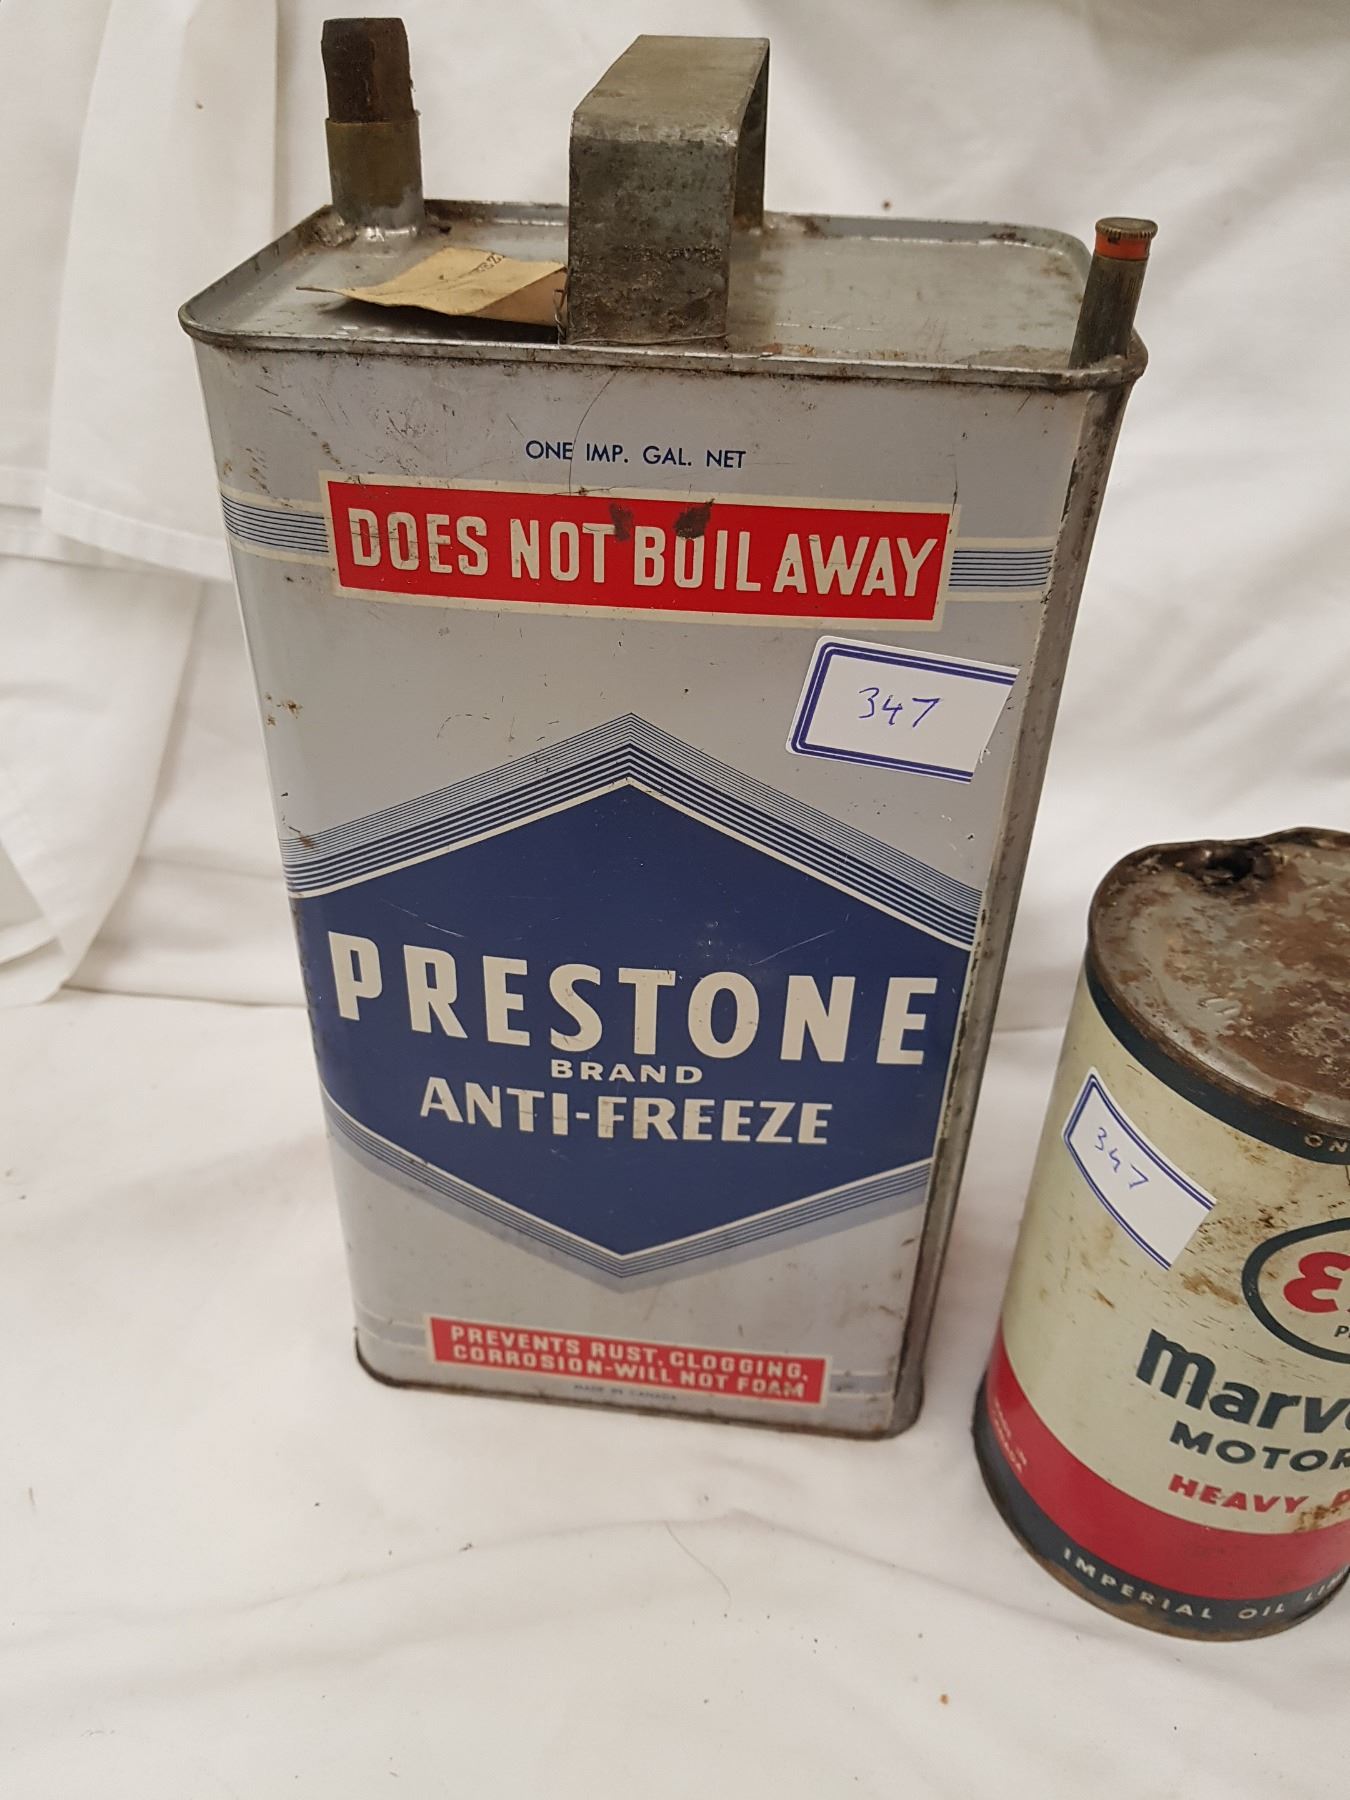 ONE IMP. GAL. NET
DOES NOT BOIL AWAY
347
PRESTONE
BRAND
ANTI-FREEZE
PREVENTS RUST, CLOGGING,
CORROSION-WILL NOT FOAM
MADE IN CANADA
347
MOTOR
HEAVY
IMPERIAL OIL